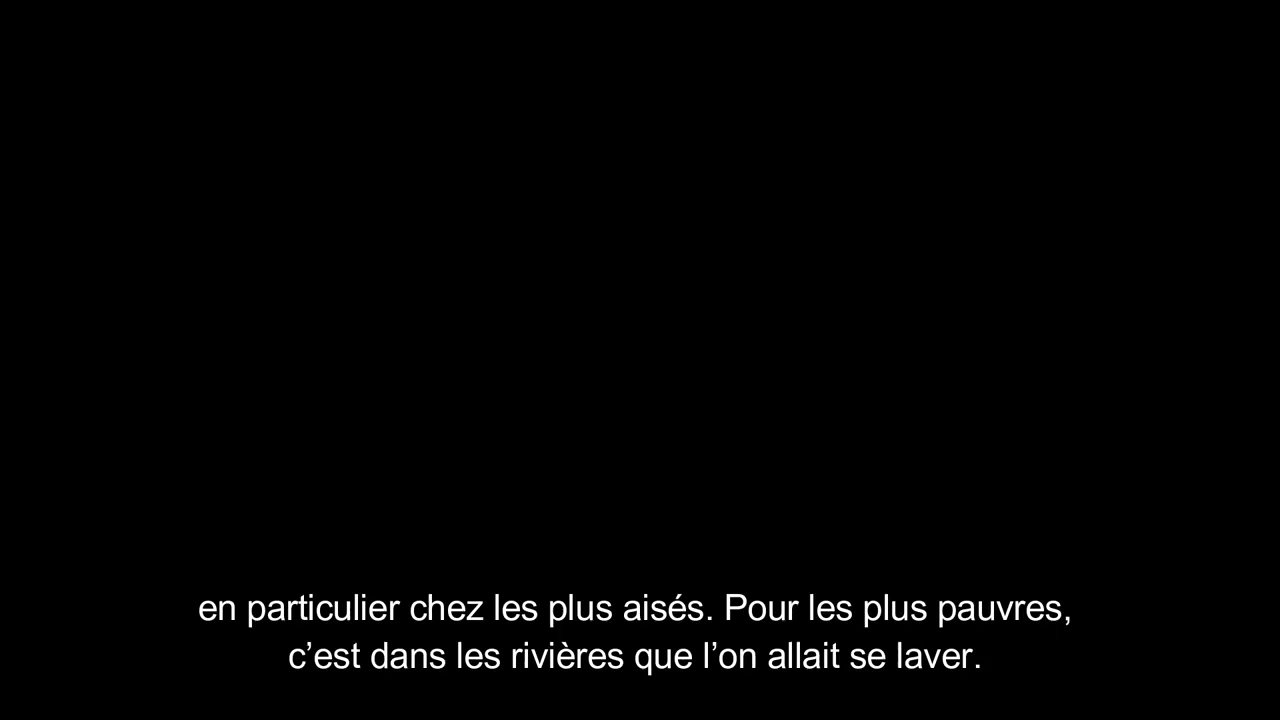 en particulier chez les plus aisés. Pour les plus pauvres,
c’est dans les rivières que l’on allait se laver.